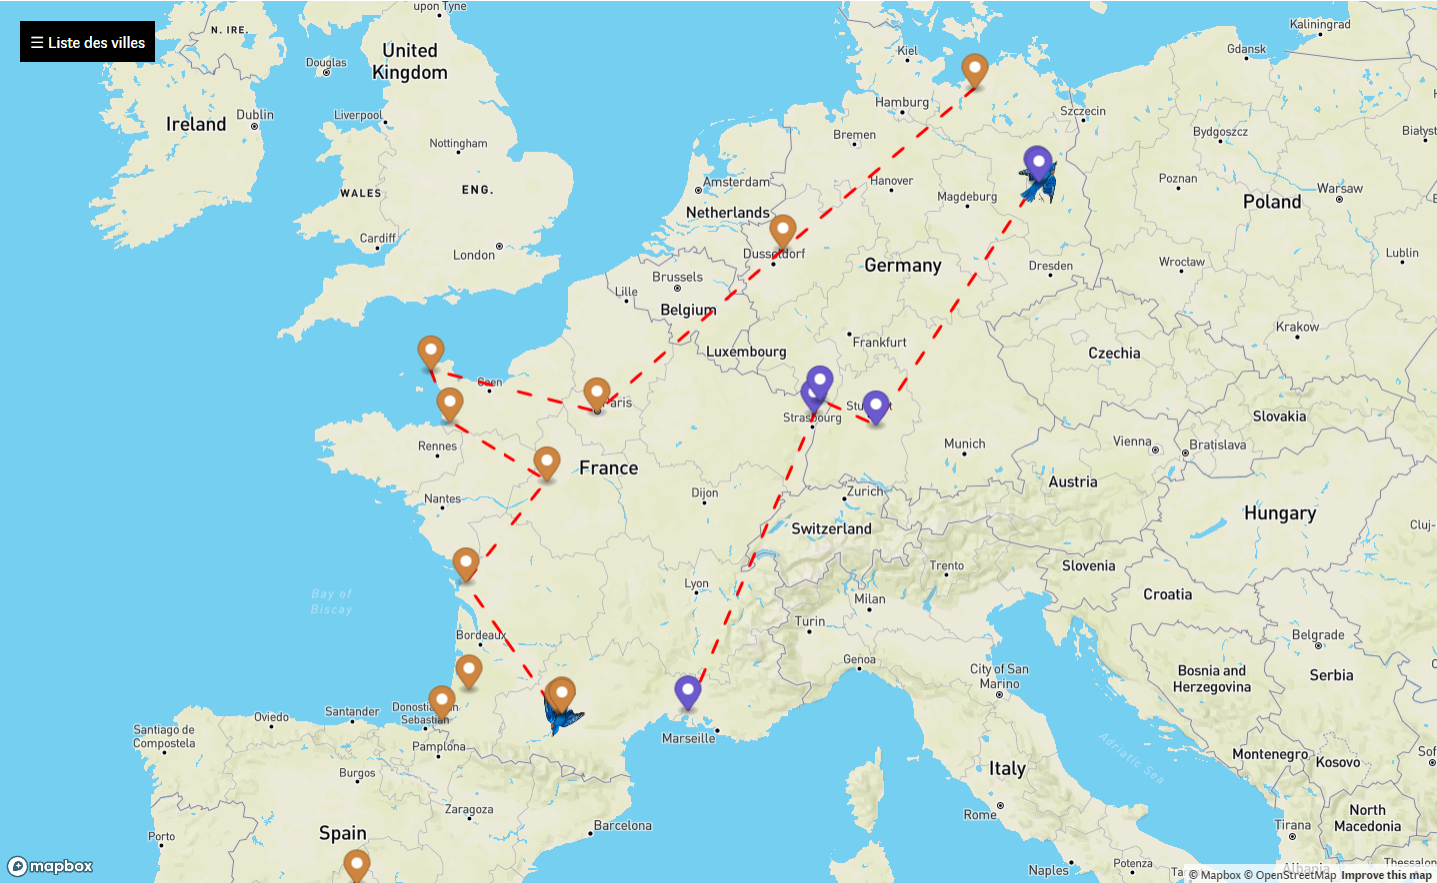 ☰ Liste des villes
upon Tyne
N. IRE.
United
Kingdom
Douglas
Kiel
Kaliningrad
Gdansk
Hamburg
Szczecin
Liverpool
Dublin
Ireland
Bremen
Bydgoszcz
Białyst
Nottingham
Amsterdam
Hanover
Poznan
Warsaw
WALES
ENG.
Magdeburg
Netherlands
Poland
Cardiff
London
Dusseldorf
Germany
Dresden
Wrocław
Lublin
Brussels
Lille
Belgium
Krakow
Frankfurt
Luxembourg
Czechia
Caen
Paris
Strasbourg
Slovakia
Rennes
Munich
Vienna
Bratislava
France
Nantes
Dijon
Zurich
Austria
Switzerland
Hungary
Cluj-
Trento
Slovenia
Lyon
Bay of
Biscay
Milan
Croatia
Turin
Bordeaux
Belgrade
Genoa
City of San
Marino
Bosnia and
Herzegovina
Serbia
Santander
Oviedo
Sebastián
Santiago de
Compostela
Marseille
Pamplona
Adriatic Sea
Montenegro
Kosovo
Sof
Burgos
Italy
Zaragoza
Rome
North
Macedonia
Barcelona
Tirana
Spain
Porto
Naples
Potenza
Albania
Thessalon
mapbox
© Mapbox © OpenStreetMap Improve this map